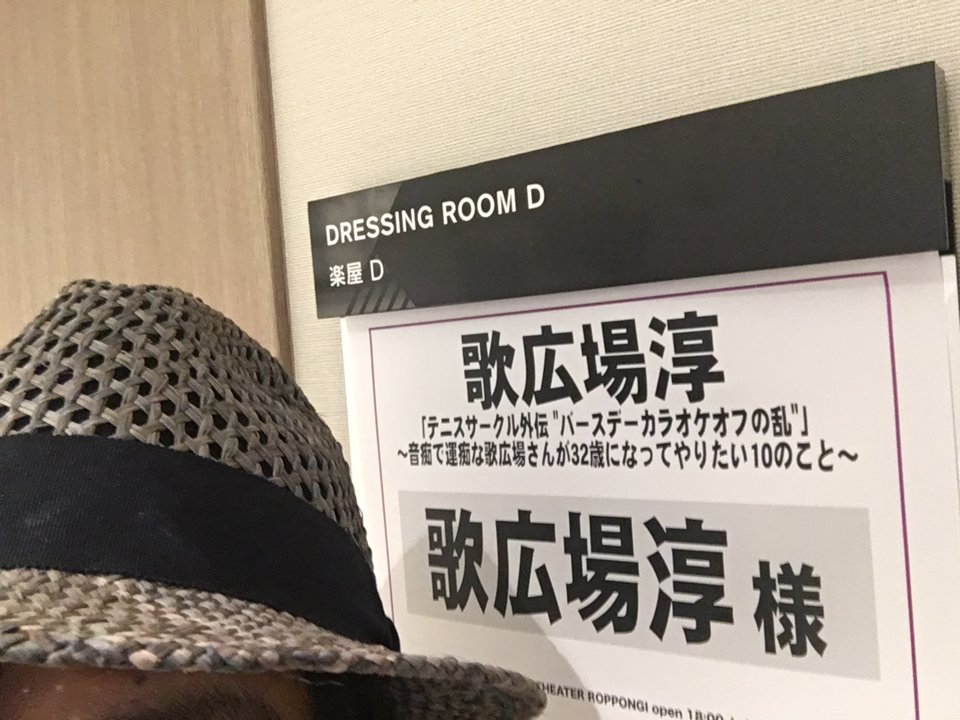 DRESSING ROOM D
楽屋 D
歌広場淳
「テニスサークル外伝"バースデーカラオケオフの乱"」
~音痴で運痴な歌広場さんが32歳になってやりたい10のこと~
歌広場淳 様
THEATER ROPPONGI open 18:00